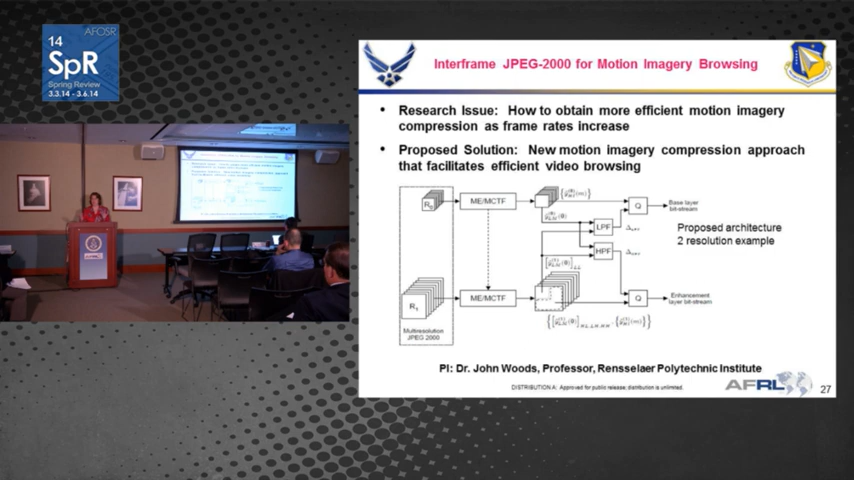 AFOSR
14
SpR
Spring Review
3.3.14 - 3.6.14
Interframe JPEG-2000 for Motion Imagery Browsing
• Research Issue: How to obtain more efficient motion imagery
compression as frame rates increase
• Proposed Solution: New motion imagery compression approach
that facilitates efficient video browsing
ME/MCTF
Q
Base layer
bit-stream
LPF
HPF
Proposed architecture
2 resolution example
ME/MCTF
Q
Enhancement
layer bit-stream
Multiresolution
JPEG 2000
PI: Dr. John Woods, Professor, Rensselaer Polytechnic Institute
DISTRIBUTION A: Approved for public release; distribution is unlimited.
AFRL
27